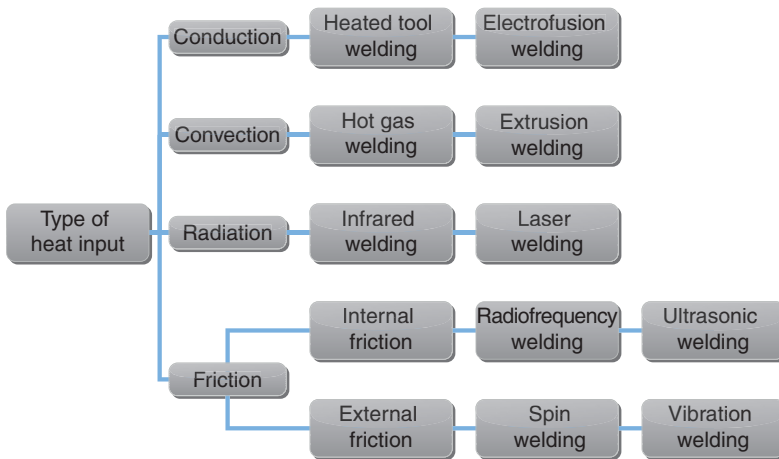 Conduction
Heated tool
welding
Electrofusion
welding
Convection
Hot gas
welding
Extrusion
welding
Type of
heat input
Radiation
Infrared
welding
Laser
welding
Friction
Internal
friction
Radiofrequency
welding
Ultrasonic
welding
External
friction
Spin
welding
Vibration
welding